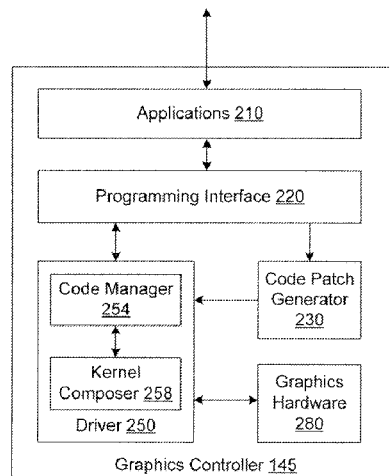 Applications 210
Programming Interface 220
Code Manager
254
Code Patch
Generator
230
Kernel
Composer 258
Driver 250
Graphics
Hardware
280
Graphics Controller 145